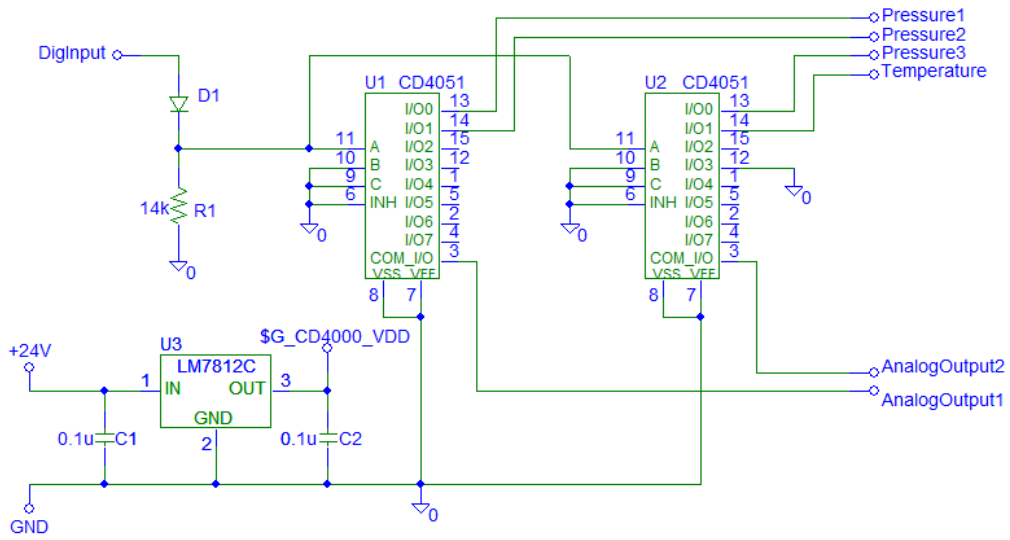 Pressure1
Pressure2
Pressure3
Temperature
DigInput
D1
14k R1
0
U1 CD4051
11 A
10 B
9 C
6 INH
I/O0 13
I/O1 14
I/O2 15
I/O3 12
I/O4 1
I/O5 5
I/O6 2
I/O7 4
COM_I/O 3
VSS VEE
8 7
0
U2 CD4051
11 A
10 B
9 C
6 INH
I/O0 13
I/O1 14
I/O2 15
I/O3 12
I/O4 1
I/O5 5
I/O6 2
I/O7 4
COM_I/O 3
VSS VEE
8 7
0
0
+24V
U3
LM7812C
1 IN
OUT 3
GND
2
$G_CD4000_VDD
0.1u C1
0.1u C2
GND
0
AnalogOutput2
AnalogOutput1